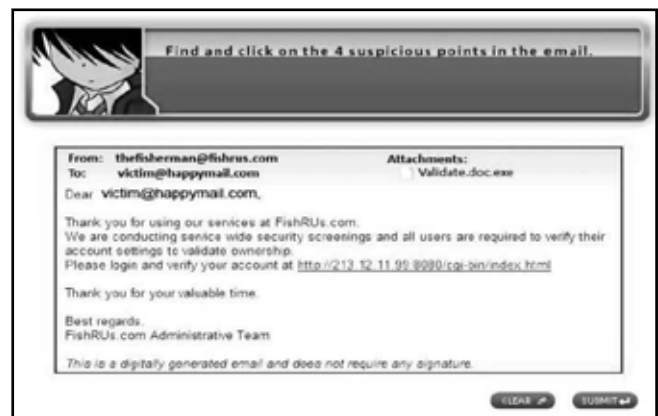 Find and click on the 4 suspicious points in the email.
From: thefisherman@fishrus.com
To: victim@happymail.com
Attachments:
Validate.doc.exe
Dear victim@happymail.com,
Thank you for using our services at FishRUs.com.
We are conducting service wide security screenings and all users are required to verify their
account settings to validate ownership.
Please login and verify your account at http://213.12.11.99:8080/cgi-bin/index.html
Thank you for your valuable time.
Best regards,
FishRUs.com Administrative Team
This is a digitally generated email and does not require any signature.
CLEAR
SUBMIT